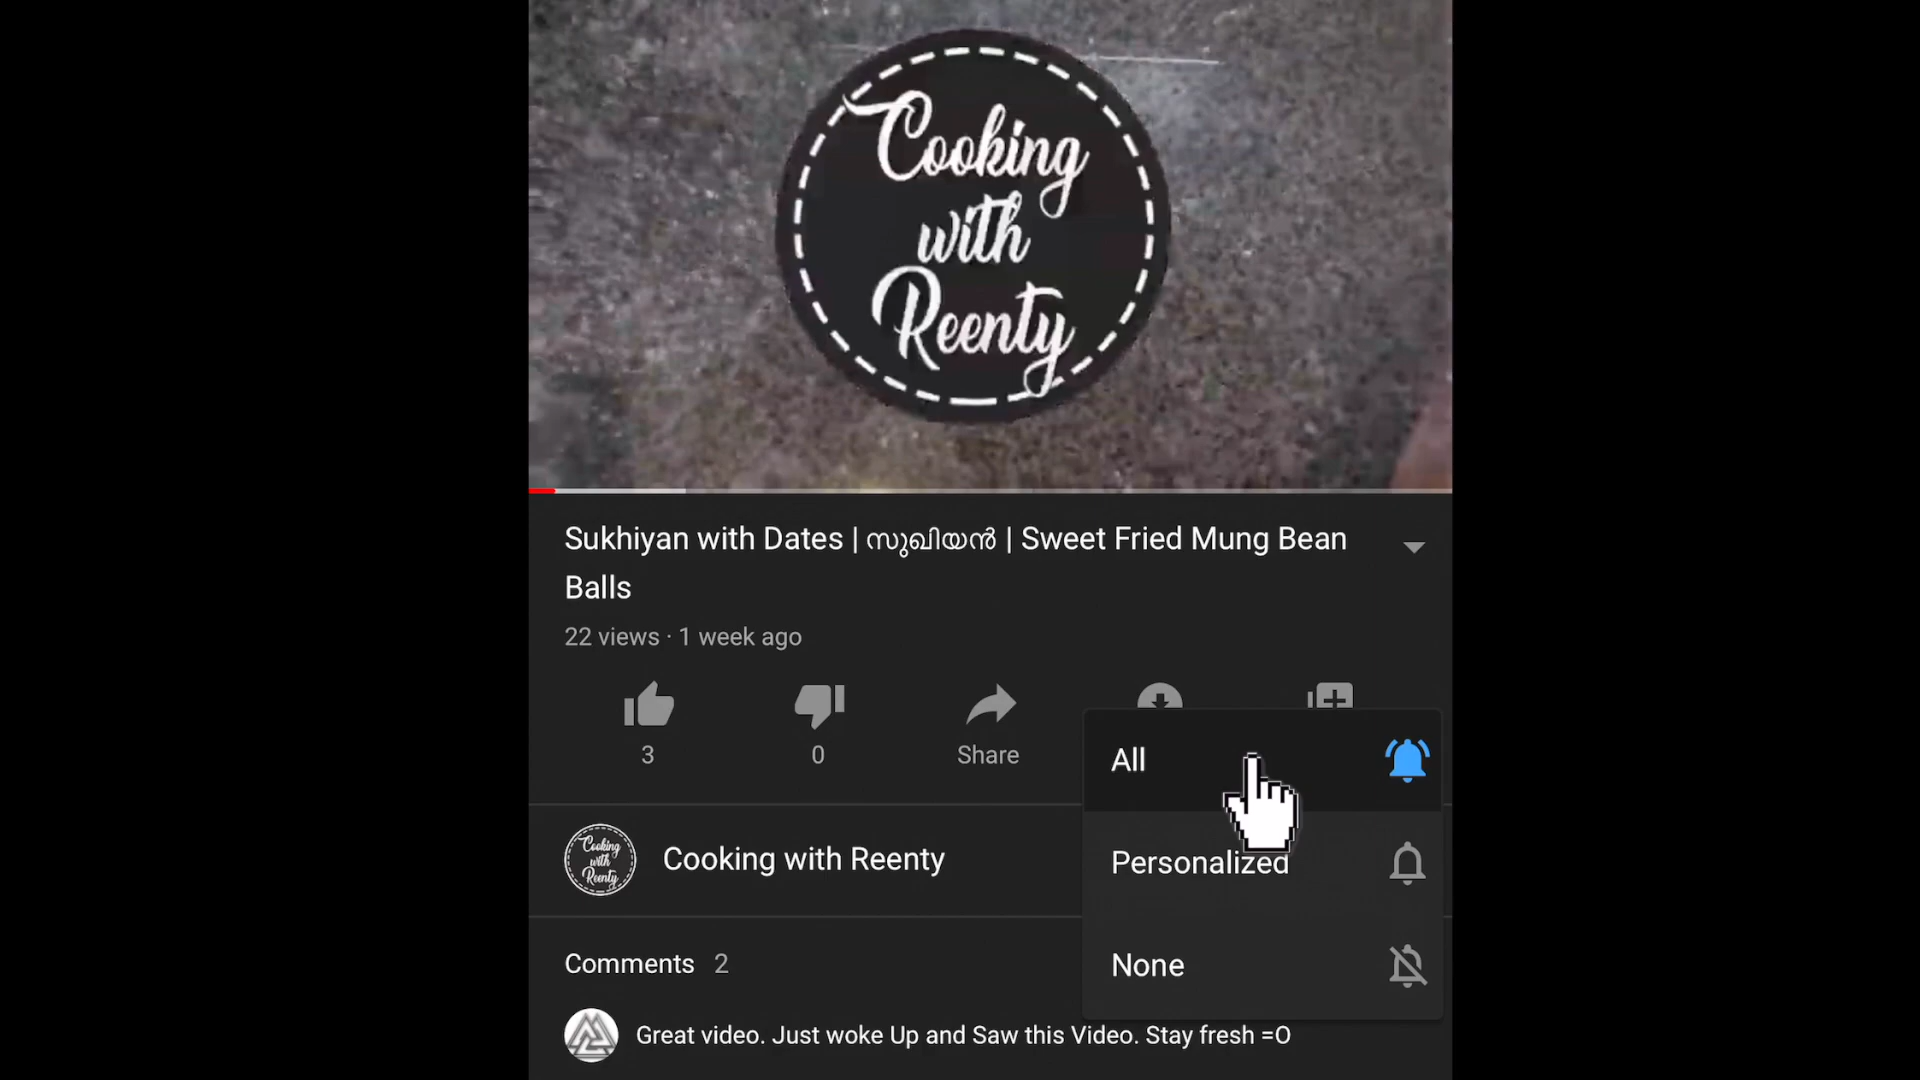 Cooking
with
Reenty
Sukhiyan with Dates | സുഖിയൻ | Sweet Fried Mung Bean
Balls
22 views · 1 week ago
3
0
Share
All
Personalized
None
Cooking
with
Reenty
Cooking with Reenty
Comments 2
Great video. Just woke Up and Saw this Video. Stay fresh =O